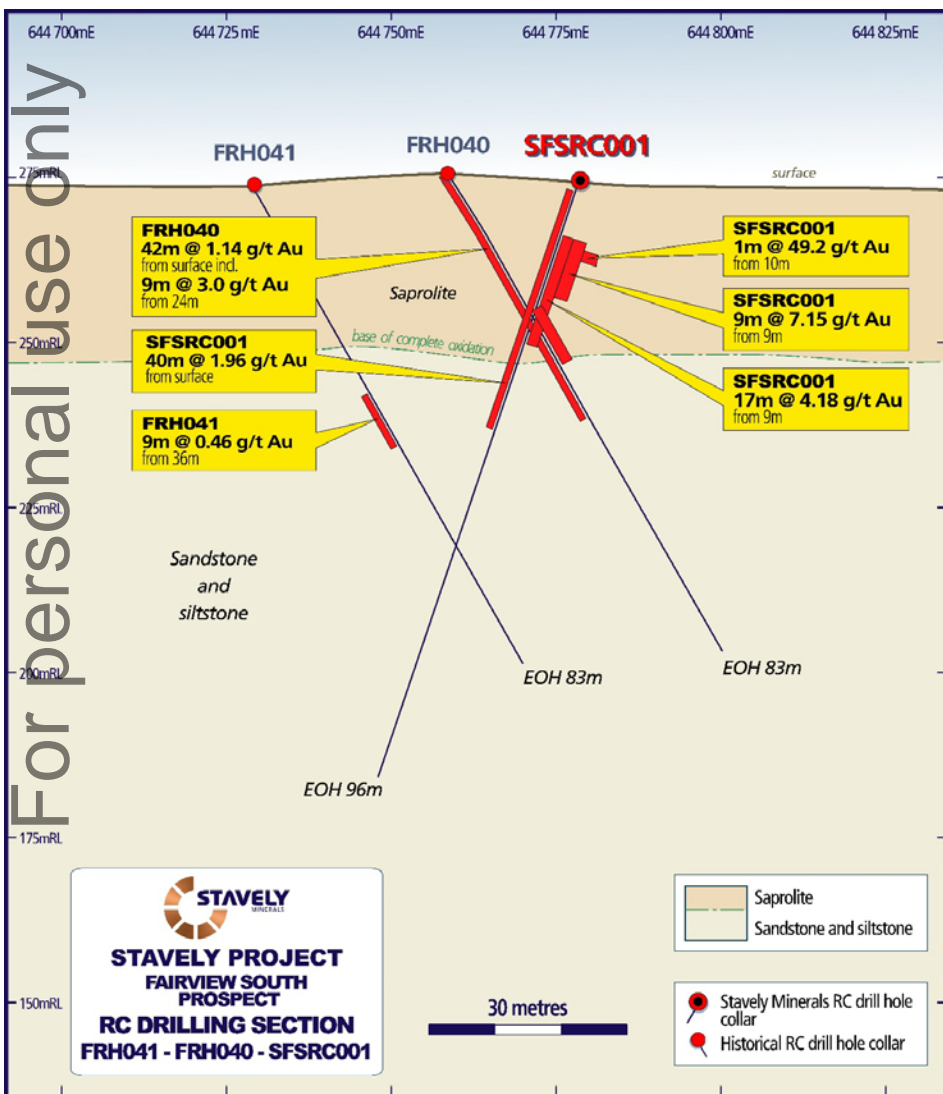 644 700mE
644 725mE
644 750mE
644 775mE
644 800mE
644 825mE
For personal use only
FRH041
FRH040
SFSRC001
275mRL
surface
FRH040
42m @ 1.14 g/t Au
from surface incl.
9m @ 3.0 g/t Au
from 24m
SFSRC001
1m @ 49.2 g/t Au
from 10m
Saprolite
SFSRC001
9m @ 7.15 g/t Au
from 9m
250mRL
base of complete oxidation
SFSRC001
40m @ 1.96 g/t Au
from surface
SFSRC001
17m @ 4.18 g/t Au
from 9m
FRH041
9m @ 0.46 g/t Au
from 36m
225mRL
Sandstone
and
siltstone
200mRL
EOH 83m
EOH 83m
EOH 96m
175mRL
STAVELY
MINERALS
STAVELY PROJECT
FAIRVIEW SOUTH
PROSPECT
RC DRILLING SECTION
FRH041 - FRH040 - SFSRC001
150mRL
30 metres
Saprolite
Sandstone and siltstone
Stavely Minerals RC drill hole
collar
Historical RC drill hole collar